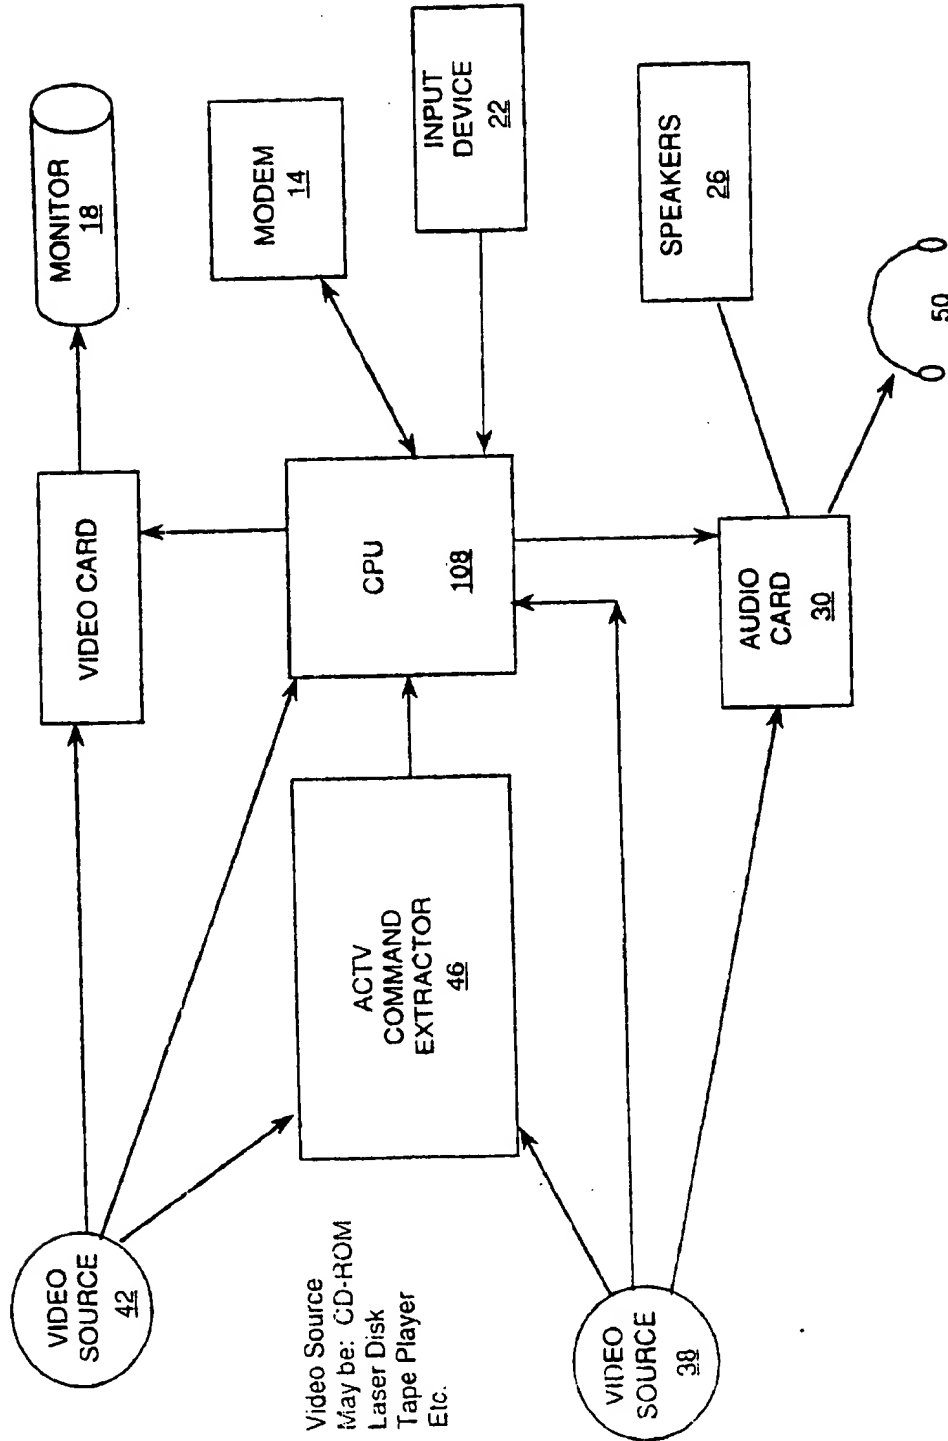 VIDEO
SOURCE
42
VIDEO CARD
MONITOR
18
Video Source
May be: CD-ROM
Laser Disk
Tape Player
Etc.
ACTV
COMMAND
EXTRACTOR
46
CPU
108
MODEM
14
INPUT
DEVICE
22
VIDEO
SOURCE
38
AUDIO
CARD
30
SPEAKERS
26
50